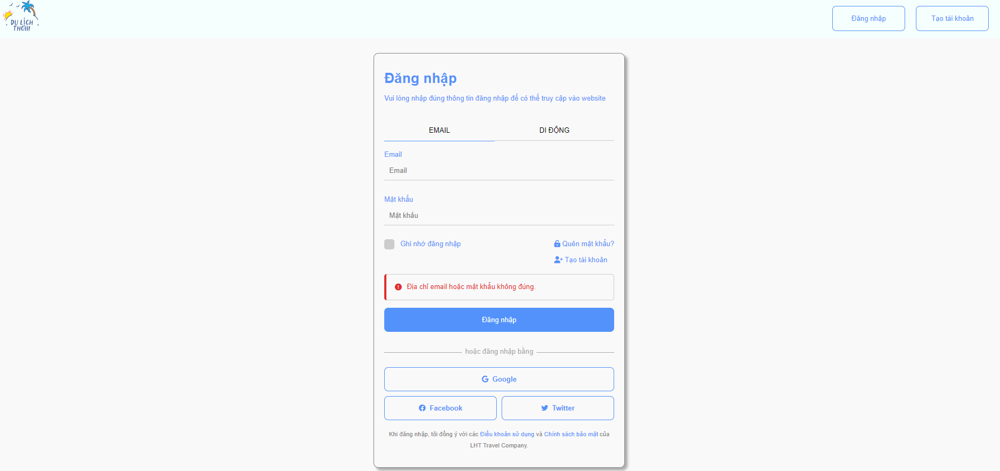 DU LỊCH
THÔIII
Đăng nhập
Tạo tài khoản
Đăng nhập
Vui lòng nhập đúng thông tin đăng nhập để có thể truy cập vào website
EMAIL
DI ĐỘNG
Email
Email
Mật khẩu
Mật khẩu
Ghi nhớ đăng nhập
Quên mật khẩu?
Tạo tài khoản
Địa chỉ email hoặc mật khẩu không đúng.
Đăng nhập
hoặc đăng nhập bằng
Google
Facebook
Twitter
Khi đăng nhập, tôi đồng ý với các Điều khoản sử dụng và Chính sách bảo mật của
LHT Travel Company.